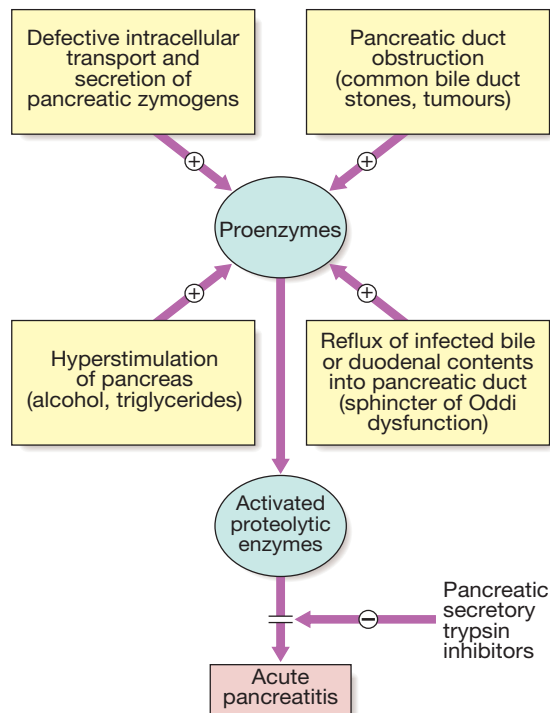 Defective intracellular
transport and
secretion of
pancreatic zymogens
Pancreatic duct
obstruction
(common bile duct
stones, tumours)
+
+
Proenzymes
+
+
Hyperstimulation
of pancreas
(alcohol, triglycerides)
Reflux of infected bile
or duodenal contents
into pancreatic duct
(sphincter of Oddi
dysfunction)
Activated
proteolytic
enzymes
−
Pancreatic
secretory
trypsin
inhibitors
Acute
pancreatitis